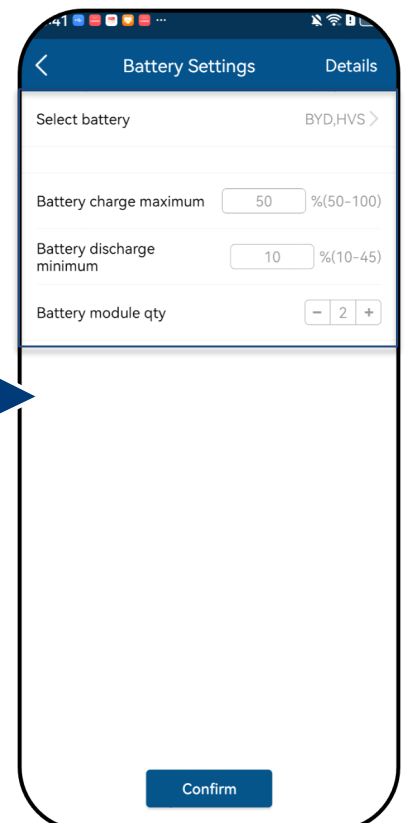 :41 ...
Battery Settings Details
Select battery BYD,HVS >
Battery charge maximum 50 %(50-100)
Battery discharge
minimum 10 %(10-45)
Battery module qty - 2 +
Confirm